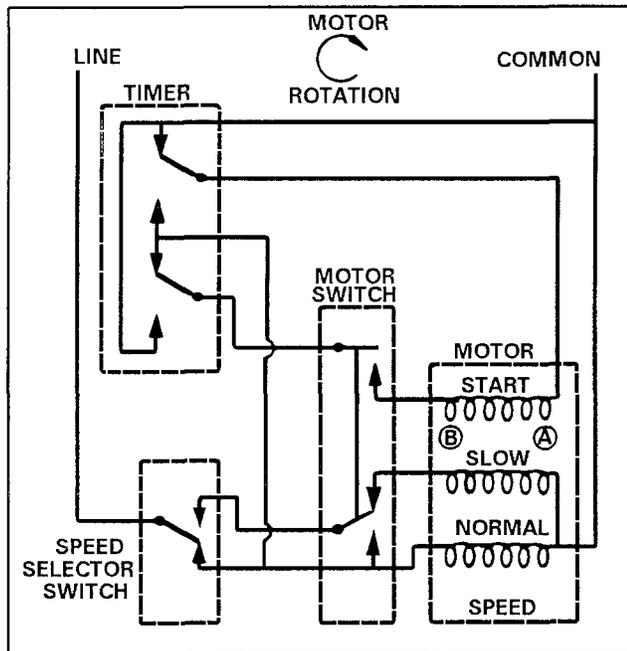 MOTOR
ROTATION
LINE
COMMON
TIMER
MOTOR
SWITCH
MOTOR
START
B
A
SLOW
NORMAL
SPEED
SPEED
SELECTOR
SWITCH